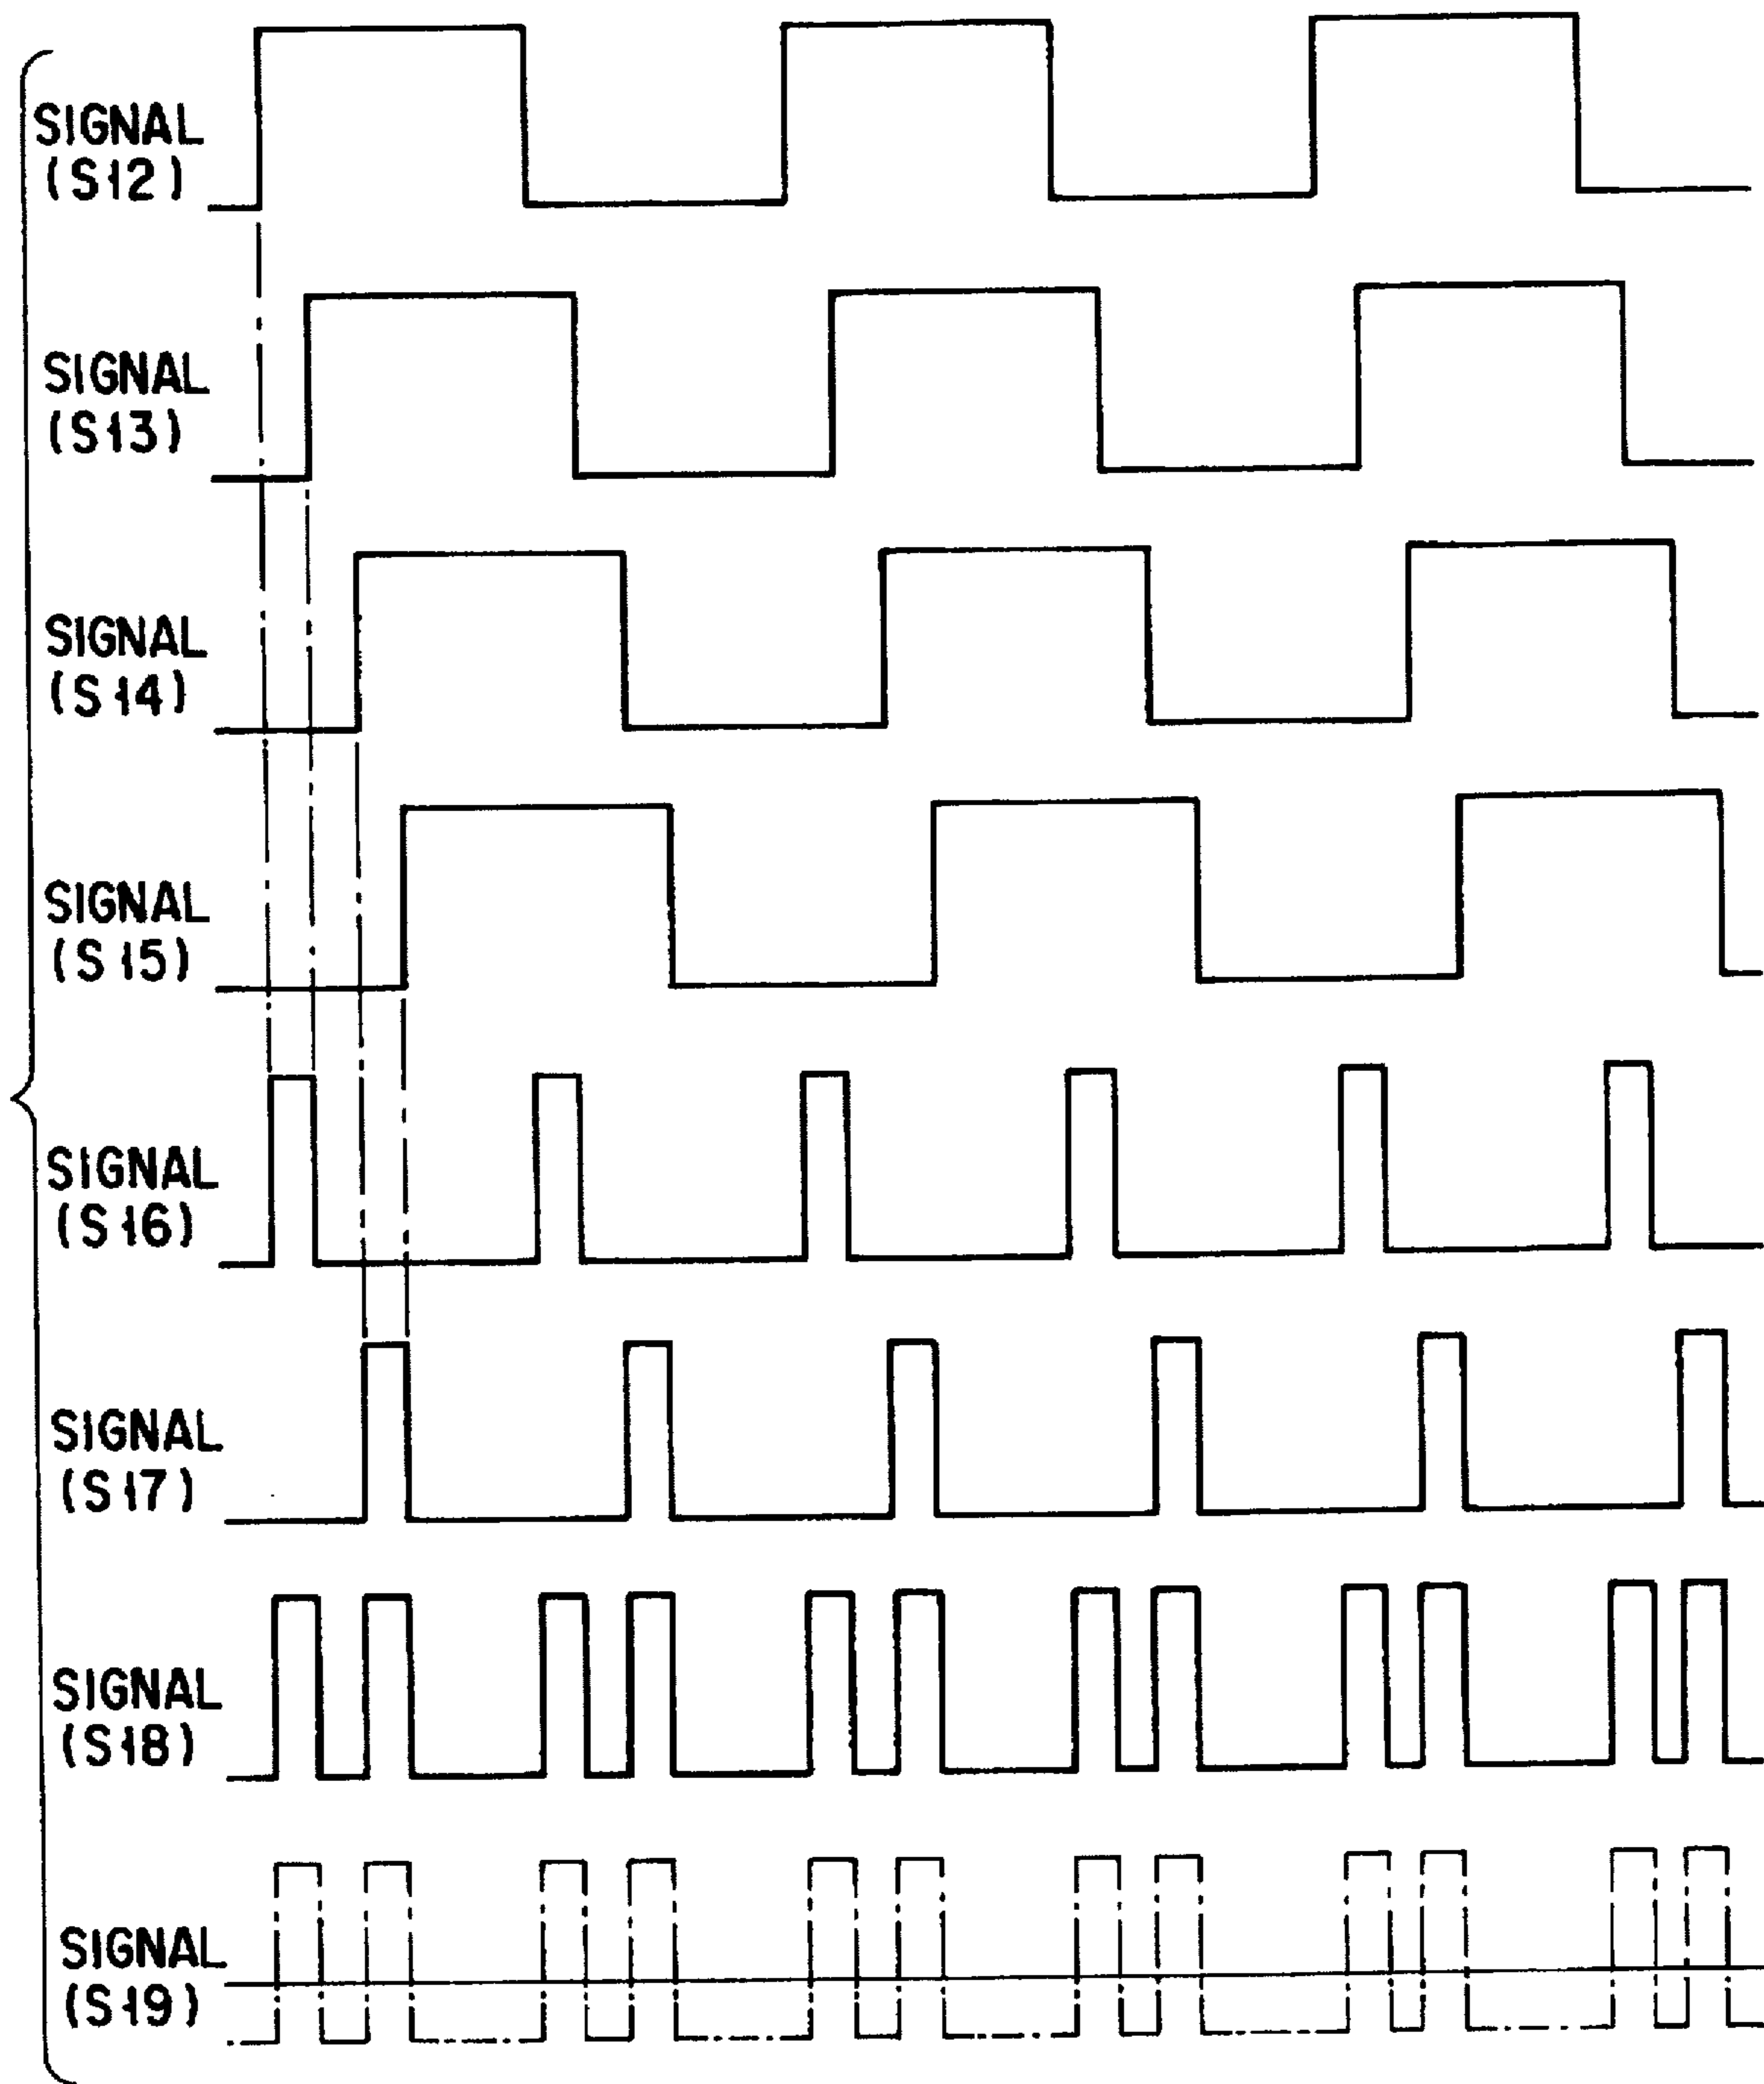 SIGNAL
(S12)
SIGNAL
(S13)
SIGNAL
(S14)
SIGNAL
(S15)
SIGNAL
(S16)
SIGNAL
(S17)
SIGNAL
(S18)
SIGNAL
(S19)